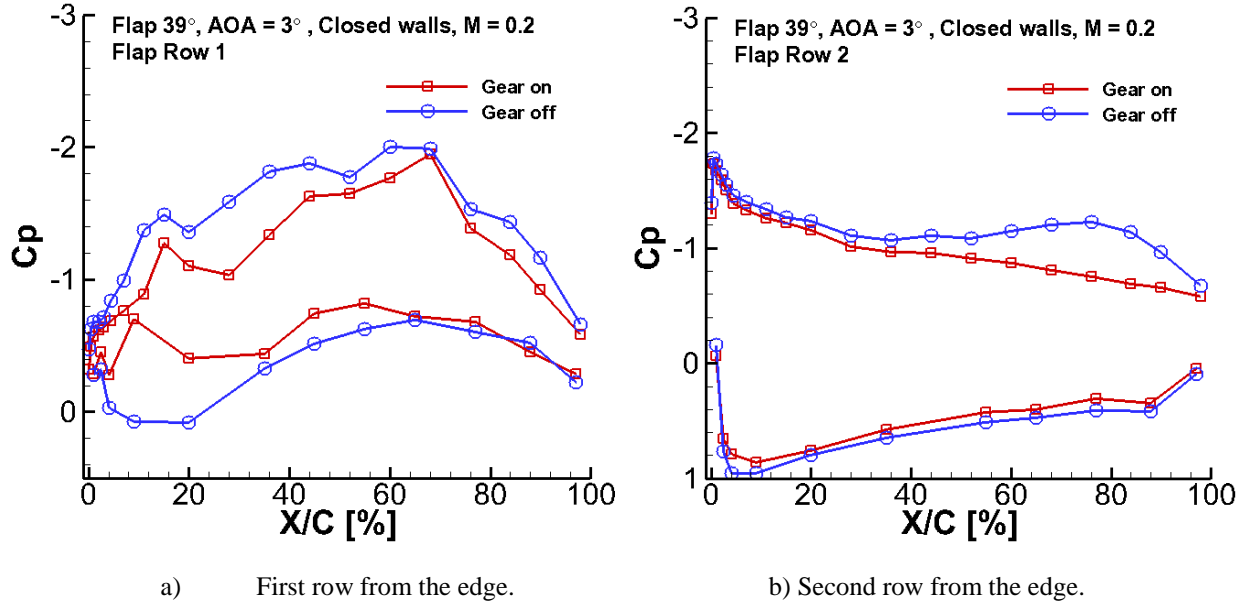 Flap 39°, AOA = 3° , Closed walls, M = 0.2
Flap Row 1
Gear on
Gear off
-3
-2
-1
0
Cp
0 20 40 60 80 100
X/C [%]
a) First row from the edge.
Flap 39°, AOA = 3° , Closed walls, M = 0.2
Flap Row 2
Gear on
Gear off
-3
-2
-1
0
1
Cp
0 20 40 60 80 100
X/C [%]
b) Second row from the edge.